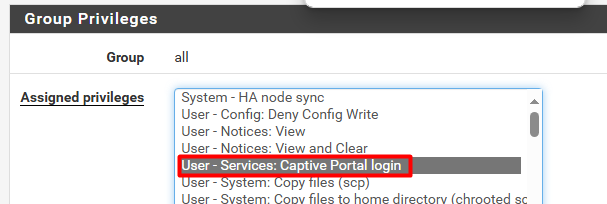 Group Privileges
Group all
Assigned privileges
System - HA node sync
User - Config: Deny Config Write
User - Notices: View
User - Notices: View and Clear
User - Services: Captive Portal login
User - System: Copy files (scp)
User - System: Copy files to home directory (chrooted sc